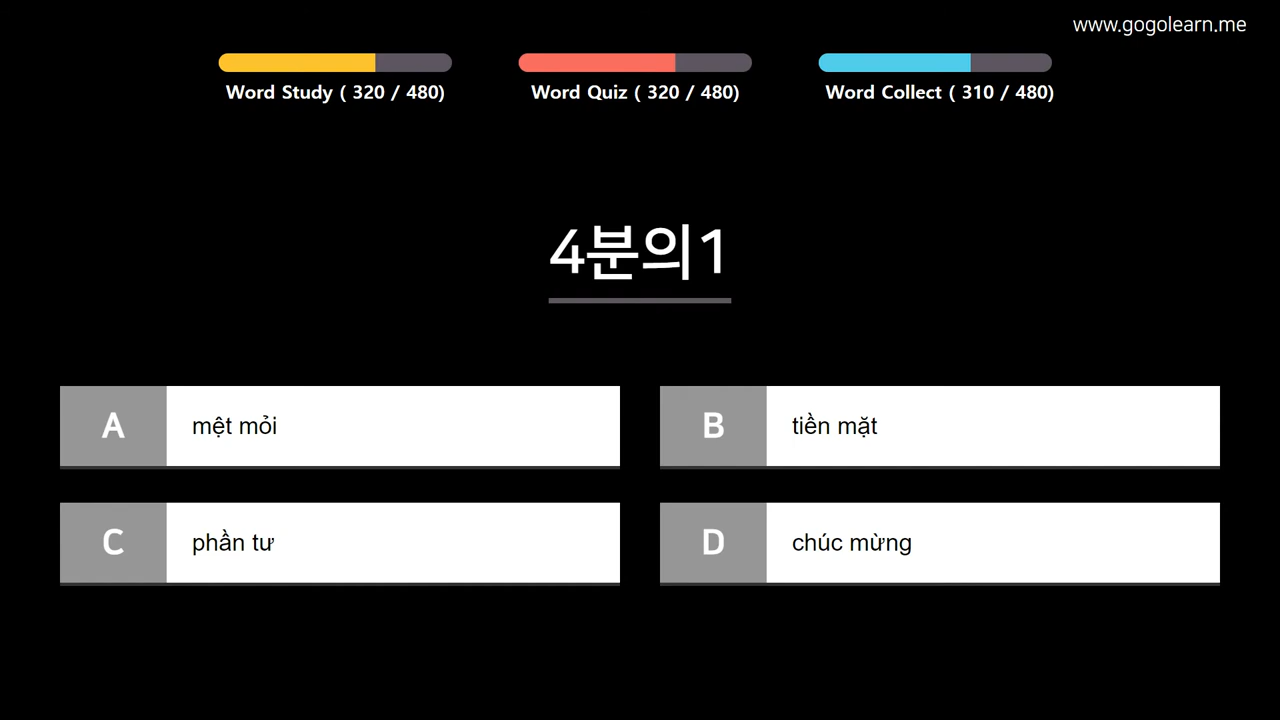 www.gogolearn.me
Word Study ( 320 / 480)
Word Quiz ( 320 / 480)
Word Collect ( 310 / 480)
4분의1
A
mệt mỏi
B
tiền mặt
C
phần tư
D
chúc mừng